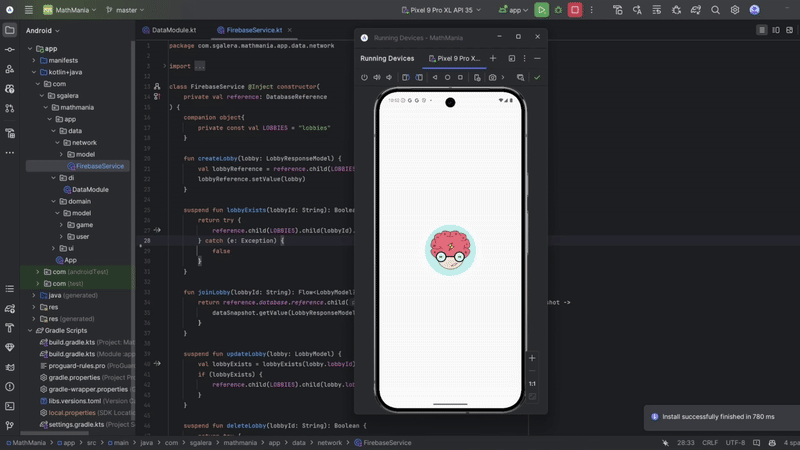 MathMania
master
Pixel 9 Pro XL API 35
app
Android
DataModule.kt
FirebaseService.kt
app
manifests
kotlin+java
com
sgalera
mathmania
app
data
network
model
FirebaseService
di
DataModule
domain
model
game
user
ui
App
com (androidTest)
com (test)
java (generated)
res
res (generated)
Gradle Scripts
build.gradle.kts (Project: Mat
build.gradle.kts (Module :app
proguard-rules.pro (ProGuar
gradle.properties (Project Pro
gradle-wrapper.properties (G
libs.versions.toml (Version Ca
local.properties (SDK Locatio
settings.gradle.kts (Project Se
package com.sgalera.mathmania.app.data.network
import ...
class FirebaseService @Inject constructor(
private val reference: DatabaseReference
) {
companion object{
private const val LOBBIES = "lobbies"
}
fun createLobby(lobby: LobbyResponseModel) {
val lobbyReference = reference.child(LOBBIES
lobbyReference.setValue(lobby)
}
suspend fun lobbyExists(lobbyId: String): Boolean
return try {
reference.child(LOBBIES).child(lobbyId).
} catch (e: Exception) {
false
}
}
fun joinLobby(lobbyId: String): Flow<LobbyModel
return reference.database.reference.child(
shot ->
dataSnapshot.getValue(LobbyResponseModel
}
}
suspend fun updateLobby(lobby: LobbyModel) {
val lobbyExists = lobbyExists(lobby.lobbyId
if (lobbyExists) {
reference.child(LOBBIES).child(lobby.lob
}
}
suspend fun deleteLobby(lobbyId: String): Boolean {
return try {
Running Devices - MathMania
Running Devices
Pixel 9 Pro X...
1:1
Install successfully finished in 780 ms
MathMania > app > src > main > java > com > sgalera > mathmania > app > data > network > FirebaseService
28:33 CRLF UTF-8